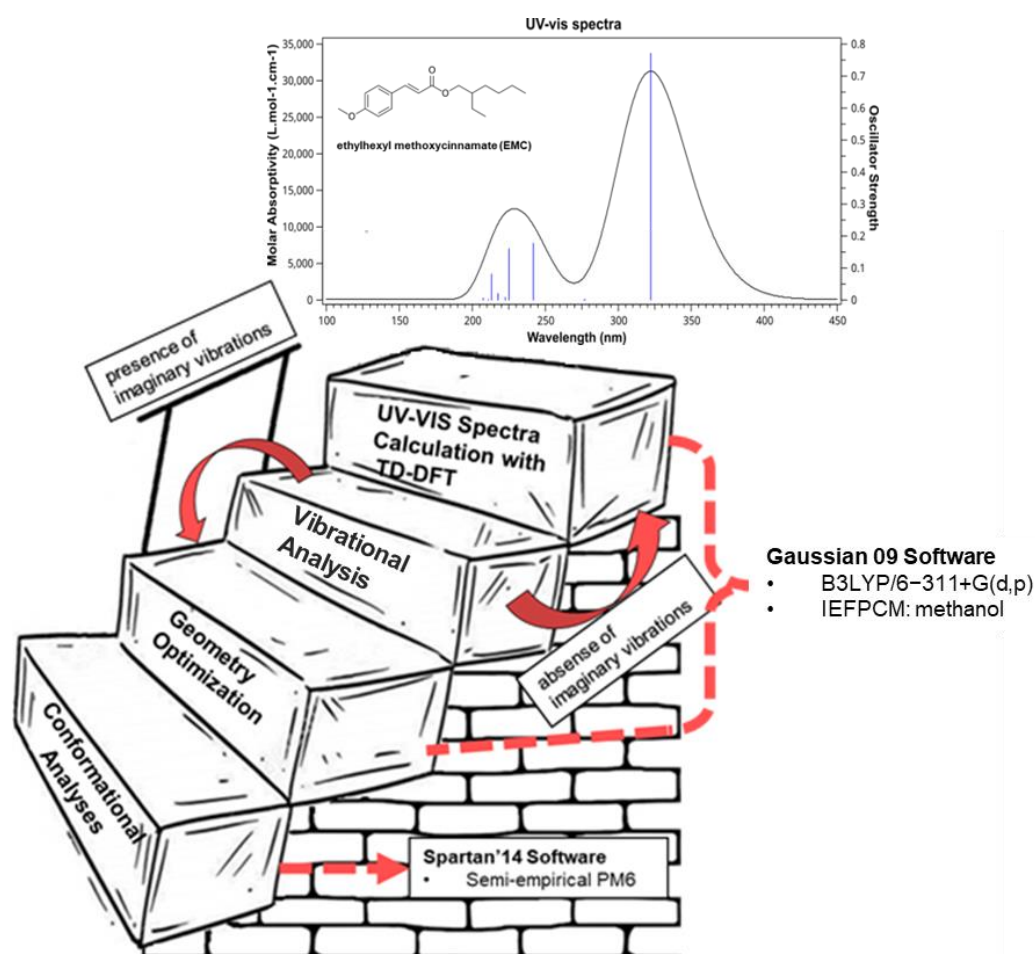 UV-vis spectra
Molar Absorptivity (L.mol-1.cm-1)
35,000
30,000
25,000
20,000
15,000
10,000
5,000
0
0.8
0.7
0.6
0.5
0.4
0.3
0.2
0.1
0
Oscillator Strength
O
O
O
ethylhexyl methoxycinnamate (EMC)
100
150
200
250
300
350
400
450
Wavelength (nm)
presence of
imaginary vibrations
UV-VIS Spectra
Calculation with
TD-DFT
Vibrational
Analysis
Geometry
Optimization
Conformational
Analyses
absence of
imaginary vibrations
Gaussian 09 Software
• B3LYP/6−311+G(d,p)
• IEFPCM: methanol
Spartan’14 Software
• Semi-empirical PM6